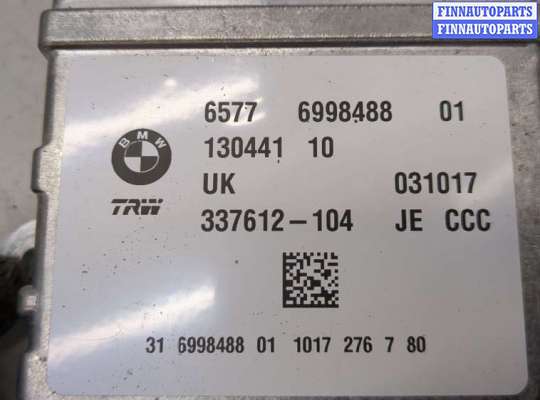 FINNAUTOPARTS
FINNAUTOPARTS
6577 6998488 01
BMW
130441 10
UK 031017
TRW
337612-104 JE CCC
31 6998488 01 1017 276 7 80